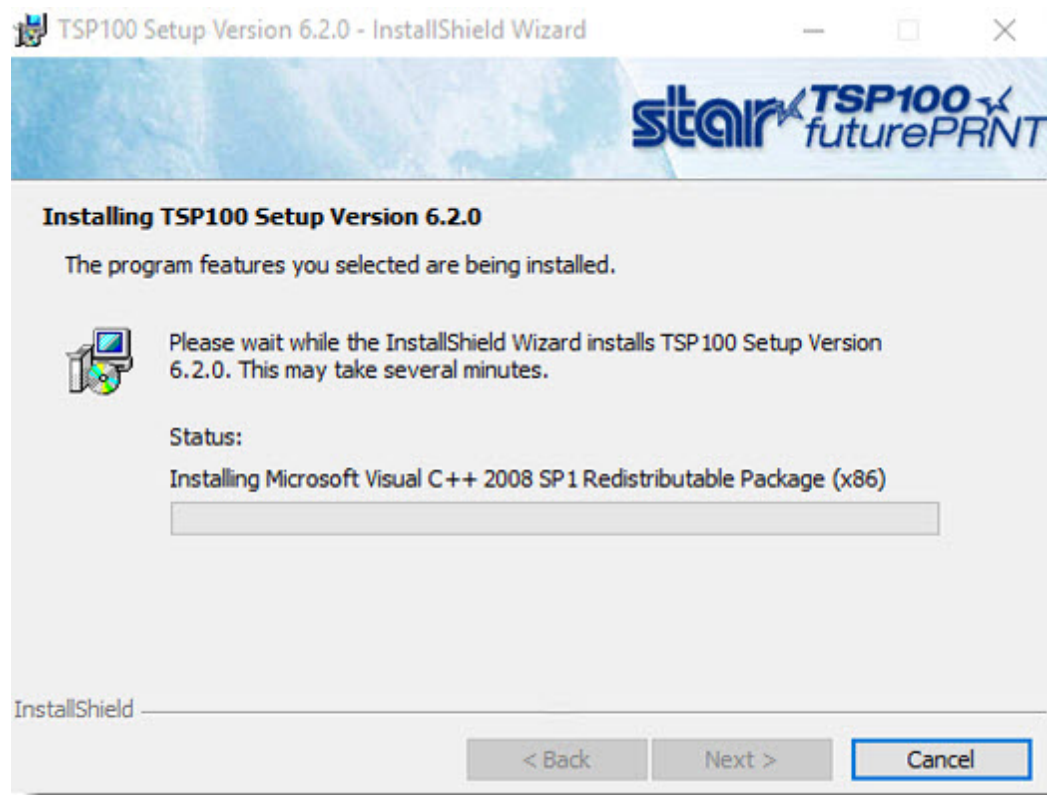 TSP100 Setup Version 6.2.0 - InstallShield Wizard
star TSP100
futurePRNT
Installing TSP100 Setup Version 6.2.0
The program features you selected are being installed.
Please wait while the InstallShield Wizard installs TSP100 Setup Version
6.2.0. This may take several minutes.
Status:
Installing Microsoft Visual C++ 2008 SP1 Redistributable Package (x86)
InstallShield
< Back
Next >
Cancel